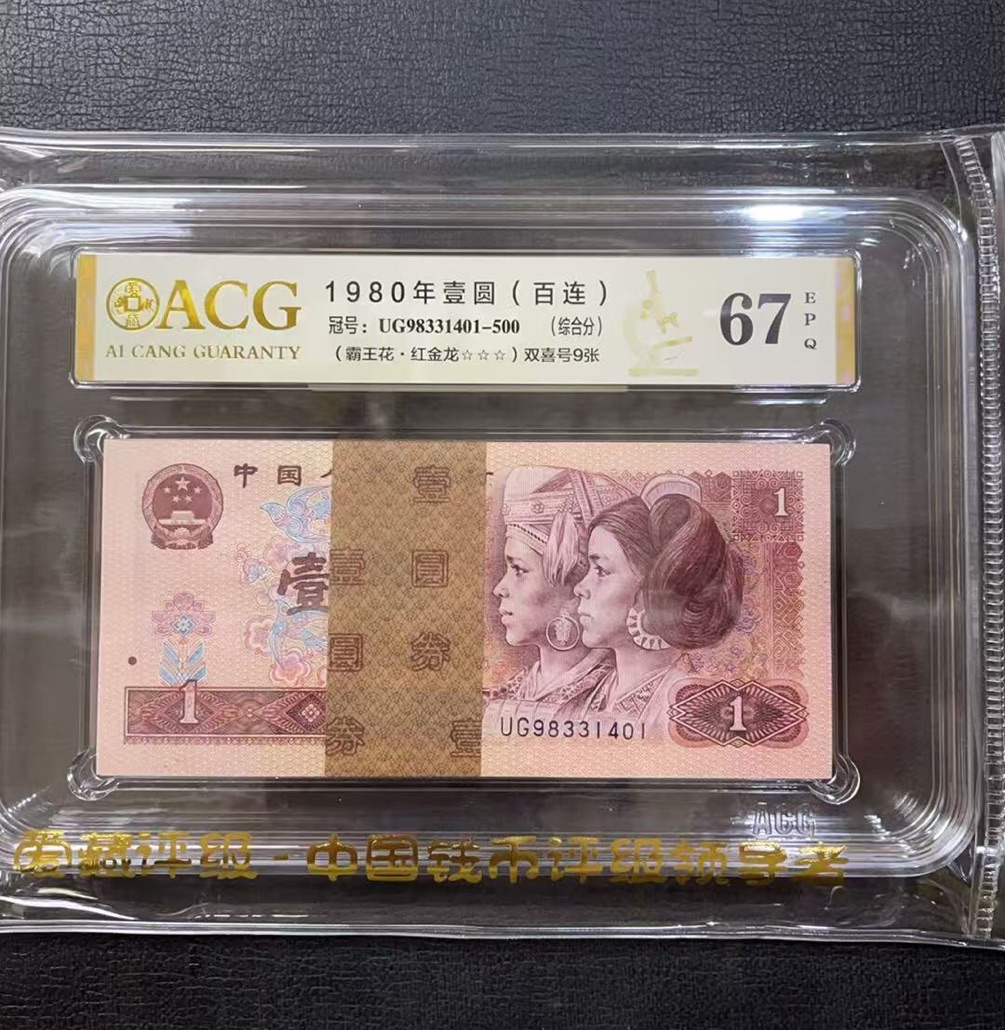 ACG
AI CANG GUARANTY
1980年壹圆（百连）
冠号：UG98331401-500 （综合分）
（霸王花·红金龙☆☆☆）双喜号9张
67
EPQ
中国
壹
1
1
壹
圆
券
壹
圆
券
壹
1
UG98331401
ACG
爱藏评级-中国钱币评级领导者